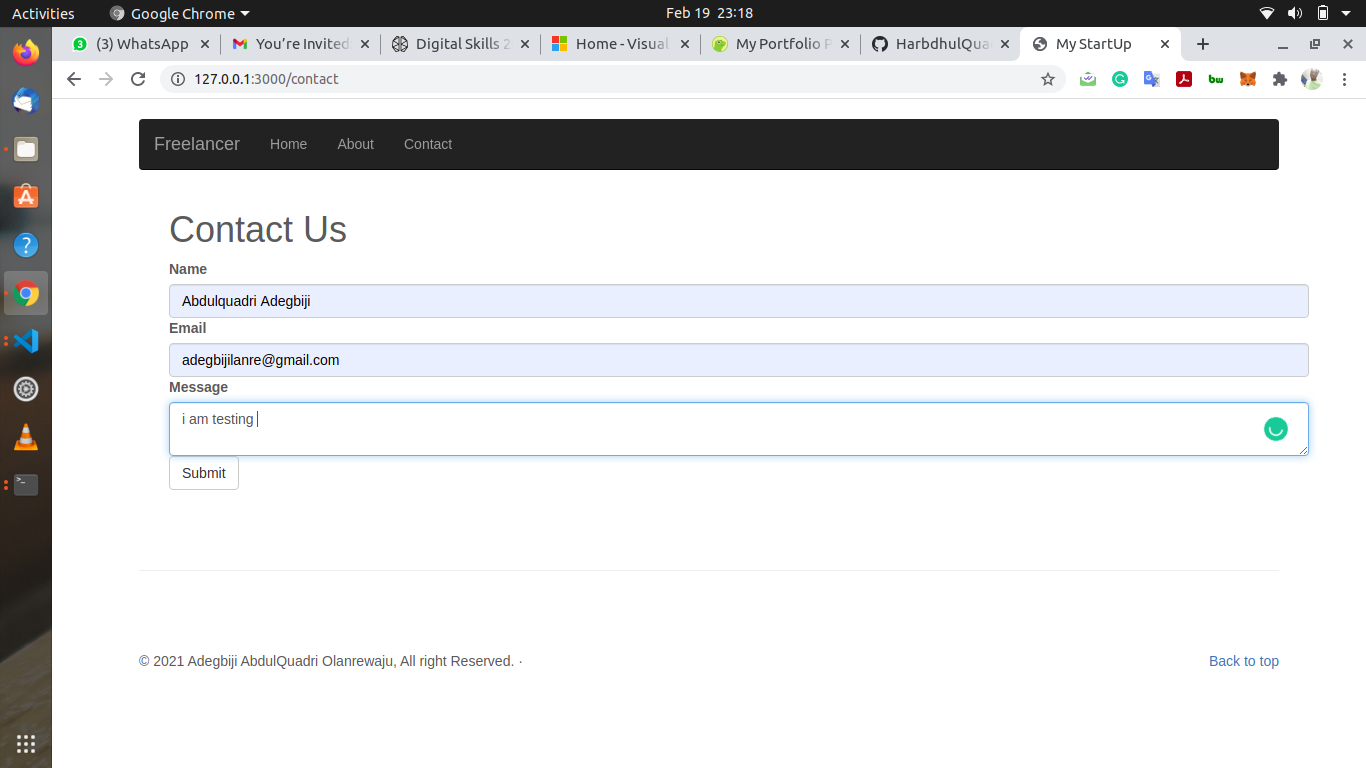 Activities Google Chrome Feb 19 23:18
3 (3) WhatsApp You're Invited Digital Skills 2 Home - Visual My Portfolio P HarbdhulQua My StartUp
127.0.0.1:3000/contact bw
Freelancer Home About Contact
Contact Us
Name
Abdulquadri Adegbiji
Email
adegbijilanre@gmail.com
Message
i am testing
Submit
© 2021 Adegbiji AbdulQuadri Olanrewaju, All right Reserved. · Back to top